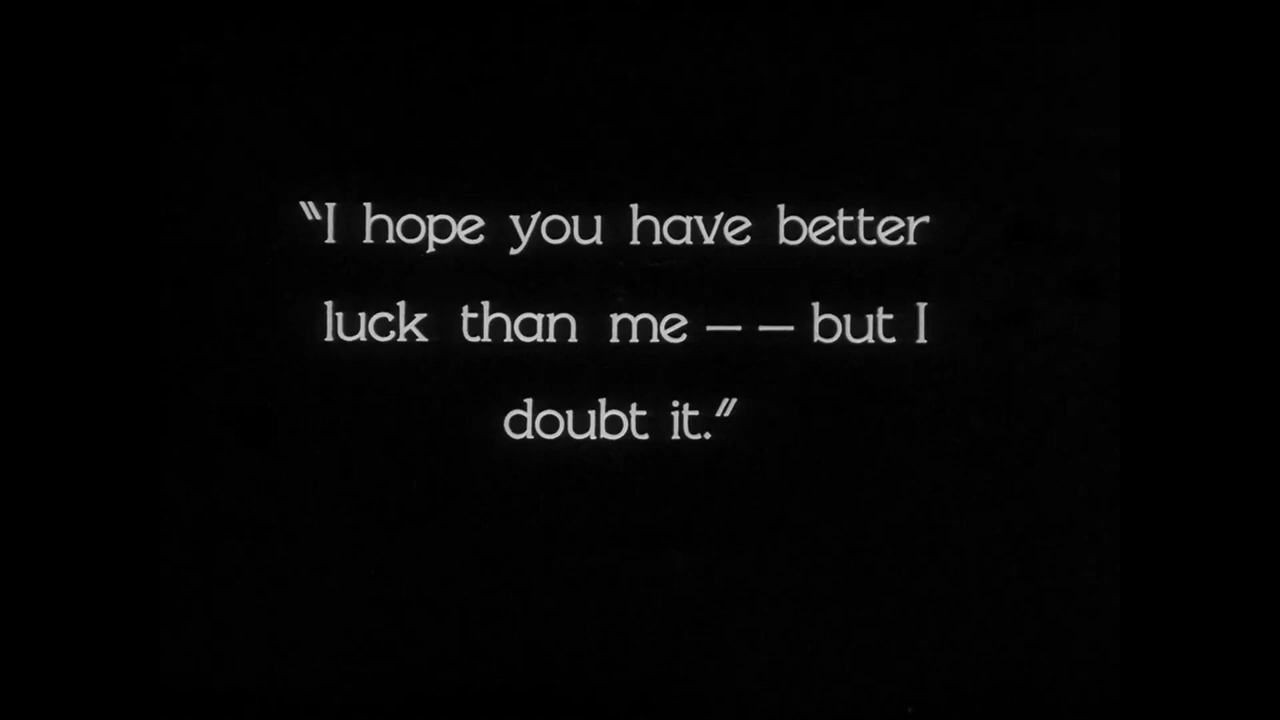 "I hope you have better
luck than me — — but I
doubt it."